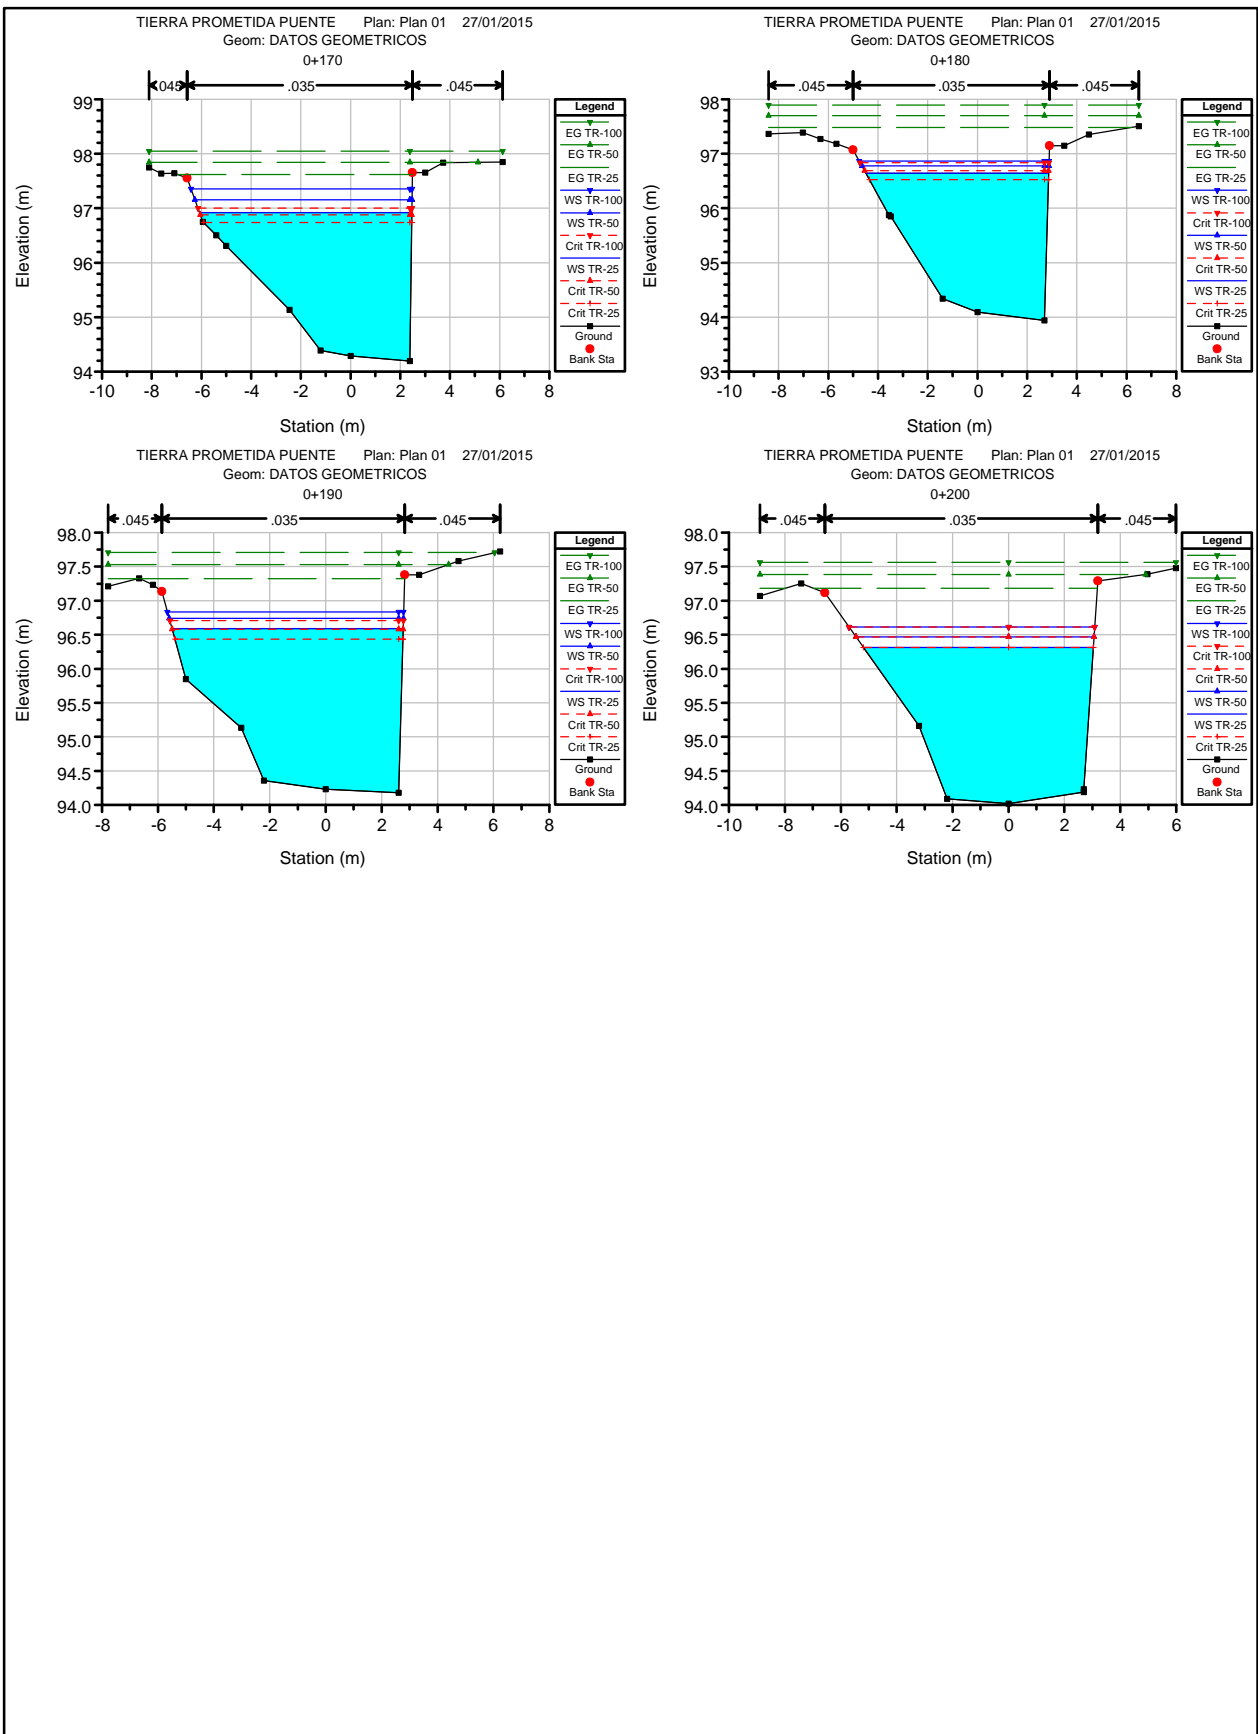 TIERRA PROMETIDA PUENTE Plan: Plan 01 27/01/2015
Geom: DATOS GEOMETRICOS
0+170
.045 .035 .045
99
98
97
96
95
94
-10 -8 -6 -4 -2 0 2 4 6 8
Station (m)
Elevation (m)
Legend
EG TR-100
EG TR-50
EG TR-25
WS TR-100
WS TR-50
Crit TR-100
WS TR-25
Crit TR-50
Crit TR-25
Ground
Bank Sta
TIERRA PROMETIDA PUENTE Plan: Plan 01 27/01/2015
Geom: DATOS GEOMETRICOS
0+180
.045 .035 .045
98
97
96
95
94
93
-10 -8 -6 -4 -2 0 2 4 6 8
Station (m)
Elevation (m)
Legend
EG TR-100
EG TR-50
EG TR-25
WS TR-100
Crit TR-100
WS TR-50
Crit TR-50
WS TR-25
Crit TR-25
Ground
Bank Sta
TIERRA PROMETIDA PUENTE Plan: Plan 01 27/01/2015
Geom: DATOS GEOMETRICOS
0+190
.045 .035 .045
98.0
97.5
97.0
96.5
96.0
95.5
95.0
94.5
94.0
-8 -6 -4 -2 0 2 4 6 8
Station (m)
Elevation (m)
Legend
EG TR-100
EG TR-50
EG TR-25
WS TR-100
WS TR-50
Crit TR-100
WS TR-25
Crit TR-50
Crit TR-25
Ground
Bank Sta
TIERRA PROMETIDA PUENTE Plan: Plan 01 27/01/2015
Geom: DATOS GEOMETRICOS
0+200
.045 .035 .045
98.0
97.5
97.0
96.5
96.0
95.5
95.0
94.5
94.0
-10 -8 -6 -4 -2 0 2 4 6
Station (m)
Elevation (m)
Legend
EG TR-100
EG TR-50
EG TR-25
WS TR-100
Crit TR-100
Crit TR-50
WS TR-50
WS TR-25
Crit TR-25
Ground
Bank Sta